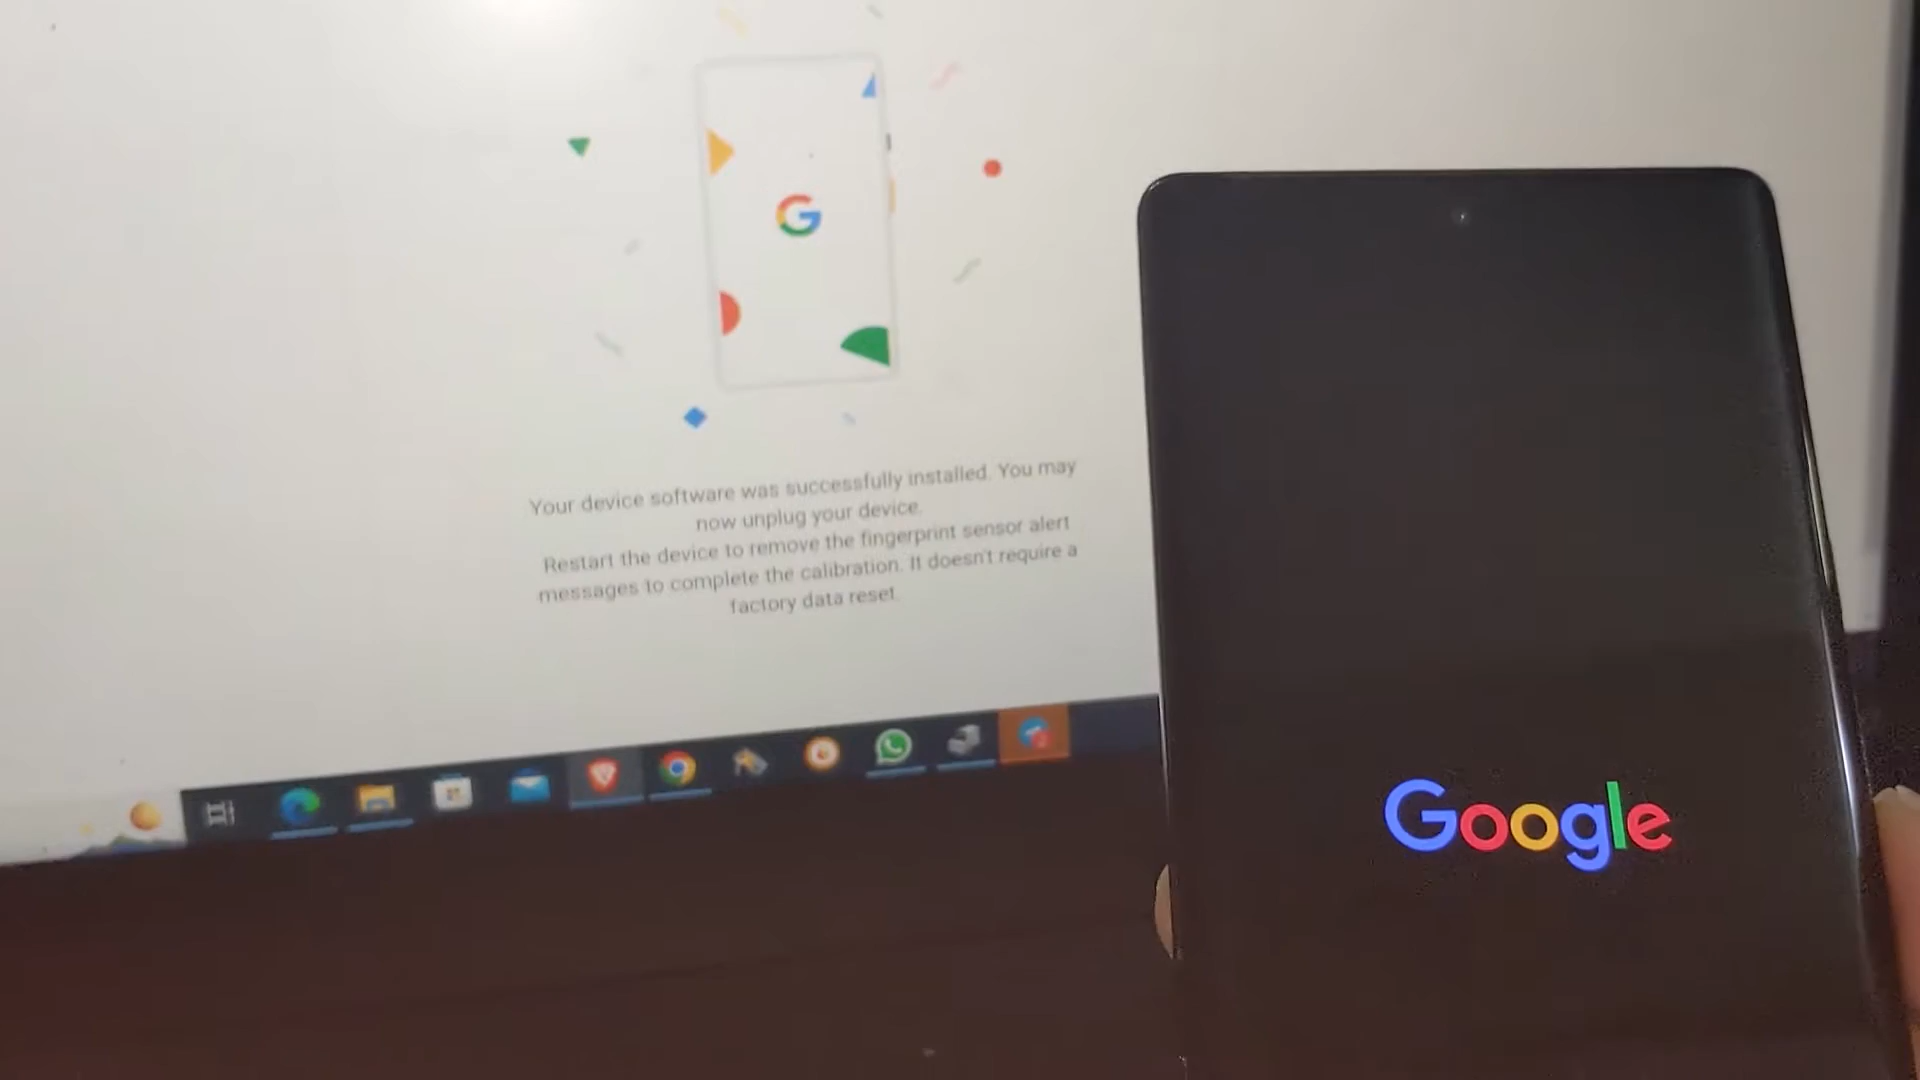 G
Your device software was successfully installed. You may
now unplug your device.
Restart the device to remove the fingerprint sensor alert
messages to complete the calibration. It doesn't require a
factory data reset.
Google